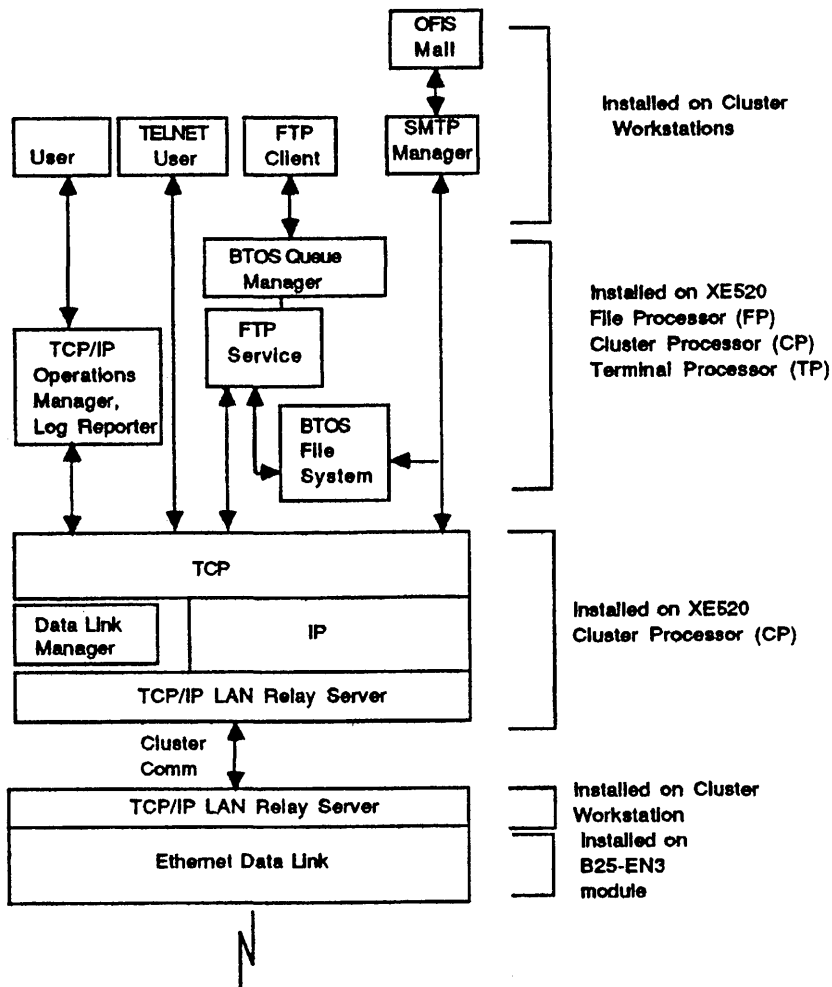 OFIS
Mail
Installed on Cluster
Workstations
User
TELNET
User
FTP
Client
SMTP
Manager
BTOS Queue
Manager
Installed on XE520
File Processor (FP)
Cluster Processor (CP)
Terminal Processor (TP)
FTP
Service
TCP/IP
Operations
Manager,
Log Reporter
BTOS
File
System
TCP
Data Link
Manager
IP
Installed on XE520
Cluster Processor (CP)
TCP/IP LAN Relay Server
Cluster
Comm
TCP/IP LAN Relay Server
Installed on Cluster
Workstation
Ethernet Data Link
Installed on
B25-EN3
module